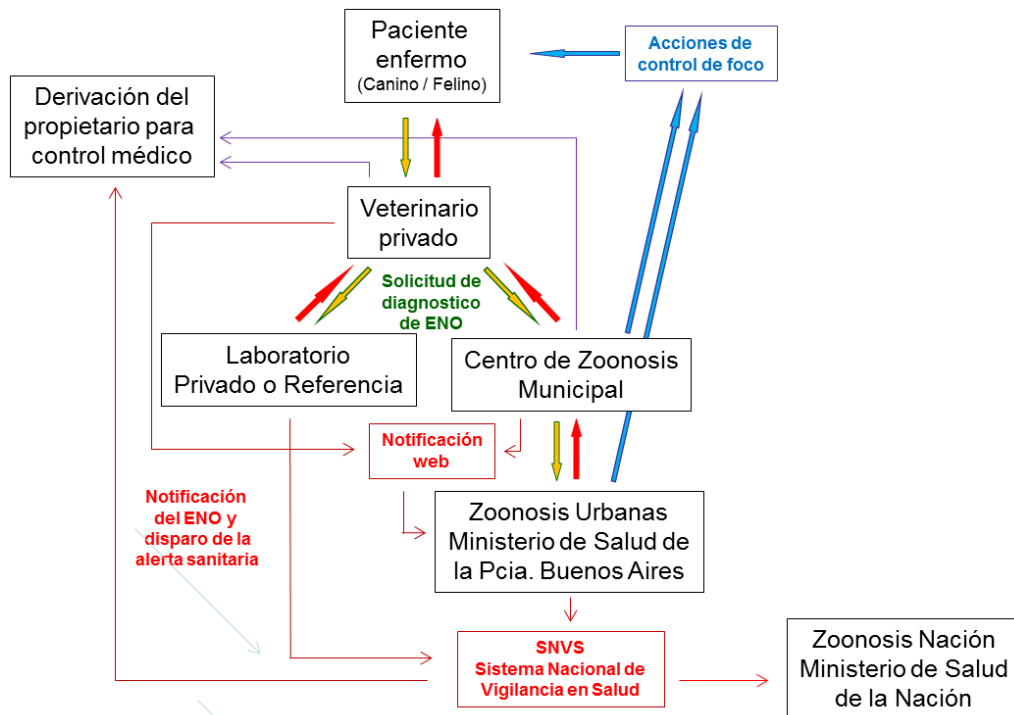 Paciente
enfermo
(Canino / Felino)
Acciones de
control de foco
Derivación del
propietario para
control médico
Veterinario
privado
Solicitud de
diagnostico
de ENO
Laboratorio
Privado o Referencia
Centro de Zoonosis
Municipal
Notificación
web
Notificación
del ENO y
disparo de la
alerta sanitaria
Zoonosis Urbanas
Ministerio de Salud de
la Pcia. Buenos Aires
SNVS
Sistema Nacional de
Vigilancia en Salud
Zoonosis Nación
Ministerio de Salud
de la Nación